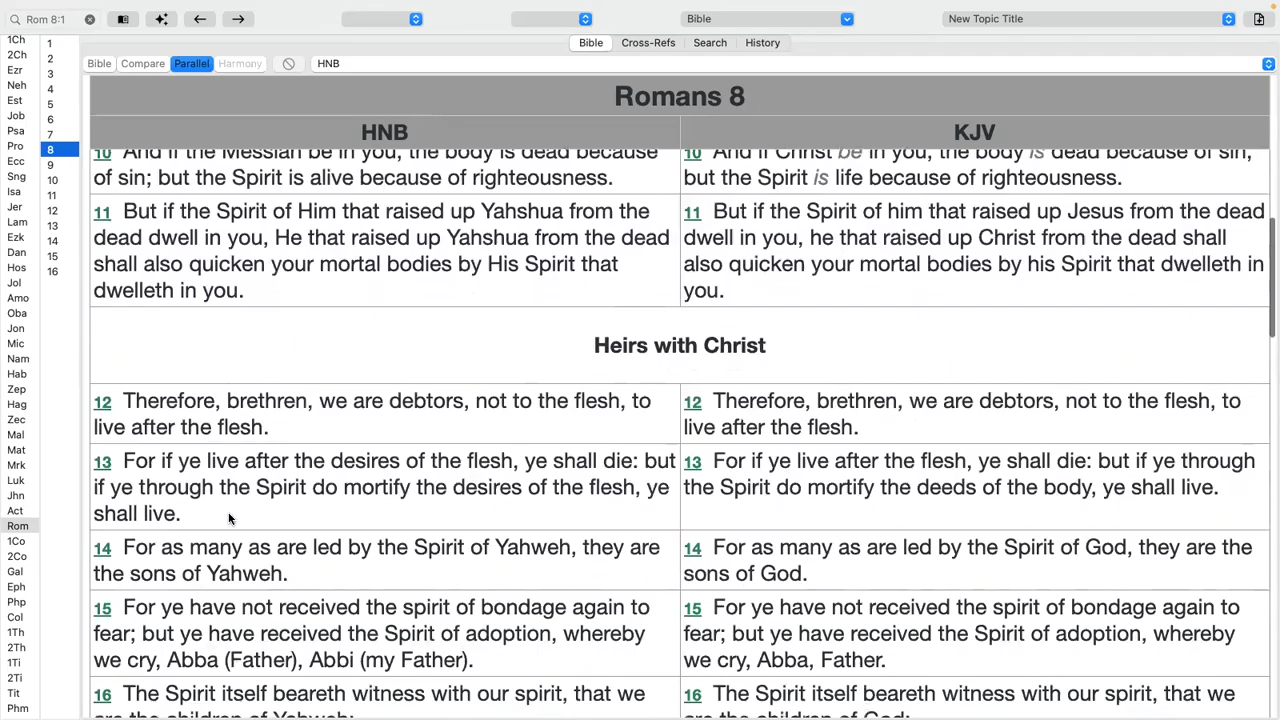 Rom 8:1
Bible
New Topic Title
Bible Cross-Refs Search History
Bible Compare Parallel Harmony HNB
1Ch
2Ch
Ezr
Neh
Est
Job
Psa
Pro
Ecc
Sng
Isa
Jer
Lam
Ezk
Dan
Hos
Jol
Amo
Oba
Jon
Mic
Nam
Hab
Zep
Hag
Zec
Mal
Mat
Mrk
Luk
Jhn
Act
Rom
1Co
2Co
Gal
Eph
Php
Col
1Th
2Th
1Ti
2Ti
Tit
Phm
1
2
3
4
5
6
7
8
9
10
11
12
13
14
15
16
Romans 8
HNB
KJV
10 And if the Messiah be in you, the body is dead because
of sin; but the Spirit is alive because of righteousness.
10 And if Christ be in you, the body is dead because of sin;
but the Spirit is life because of righteousness.
11 But if the Spirit of Him that raised up Yahshua from the
dead dwell in you, He that raised up Yahshua from the dead
shall also quicken your mortal bodies by His Spirit that
dwelleth in you.
11 But if the Spirit of him that raised up Jesus from the dead
dwell in you, he that raised up Christ from the dead shall
also quicken your mortal bodies by his Spirit that dwelleth in
you.
Heirs with Christ
12 Therefore, brethren, we are debtors, not to the flesh, to
live after the flesh.
12 Therefore, brethren, we are debtors, not to the flesh, to
live after the flesh.
13 For if ye live after the desires of the flesh, ye shall die: but
if ye through the Spirit do mortify the desires of the flesh, ye
shall live.
13 For if ye live after the flesh, ye shall die: but if ye through
the Spirit do mortify the deeds of the body, ye shall live.
14 For as many as are led by the Spirit of Yahweh, they are
the sons of Yahweh.
14 For as many as are led by the Spirit of God, they are the
sons of God.
15 For ye have not received the spirit of bondage again to
fear; but ye have received the Spirit of adoption, whereby
we cry, Abba (Father), Abbi (my Father).
15 For ye have not received the spirit of bondage again to
fear; but ye have received the Spirit of adoption, whereby
we cry, Abba, Father.
16 The Spirit itself beareth witness with our spirit, that we
are the children of Yahweh:
16 The Spirit itself beareth witness with our spirit, that we
are the children of God: